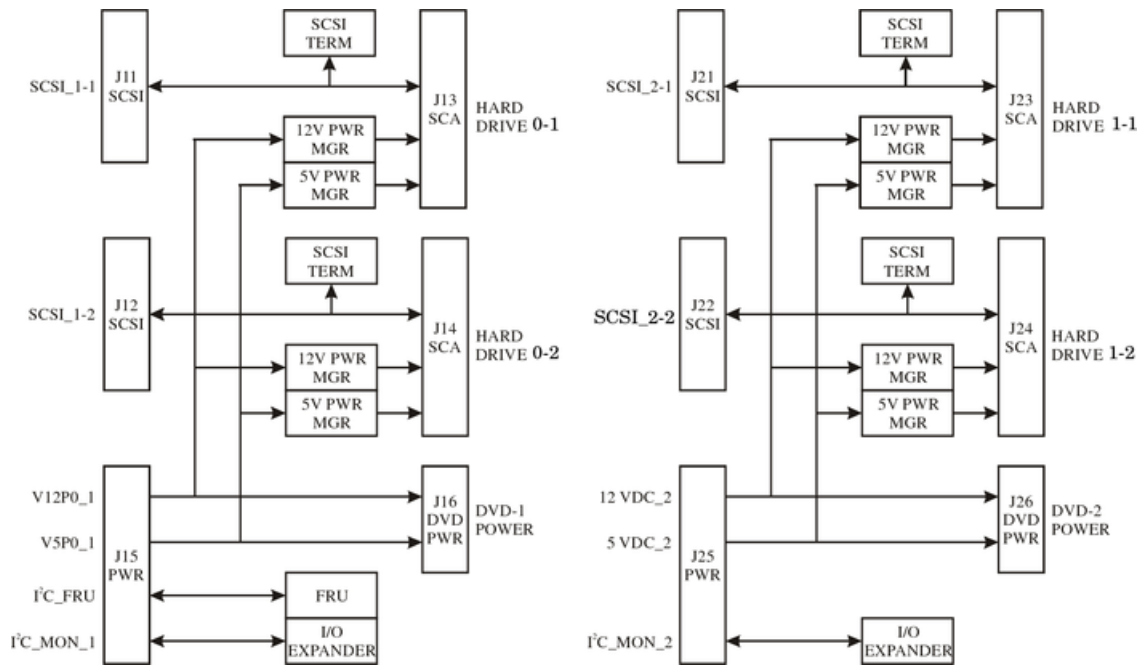 SCSI
TERM
SCSI_1-1
J11
SCSI
J13
SCA
HARD
DRIVE 0-1
12V PWR
MGR
5V PWR
MGR
SCSI
TERM
SCSI_1-2
J12
SCSI
J14
SCA
HARD
DRIVE 0-2
12V PWR
MGR
5V PWR
MGR
V12P0_1
V5P0_1
I²C_FRU
I²C_MON_1
J15
PWR
J16
DVD
PWR
DVD-1
POWER
FRU
I/O
EXPANDER
SCSI
TERM
SCSI_2-1
J21
SCSI
J23
SCA
HARD
DRIVE 1-1
12V PWR
MGR
5V PWR
MGR
SCSI
TERM
SCSI_2-2
J22
SCSI
J24
SCA
HARD
DRIVE 1-2
12V PWR
MGR
5V PWR
MGR
12 VDC_2
5 VDC_2
I²C_MON_2
J25
PWR
J26
DVD
PWR
DVD-2
POWER
I/O
EXPANDER